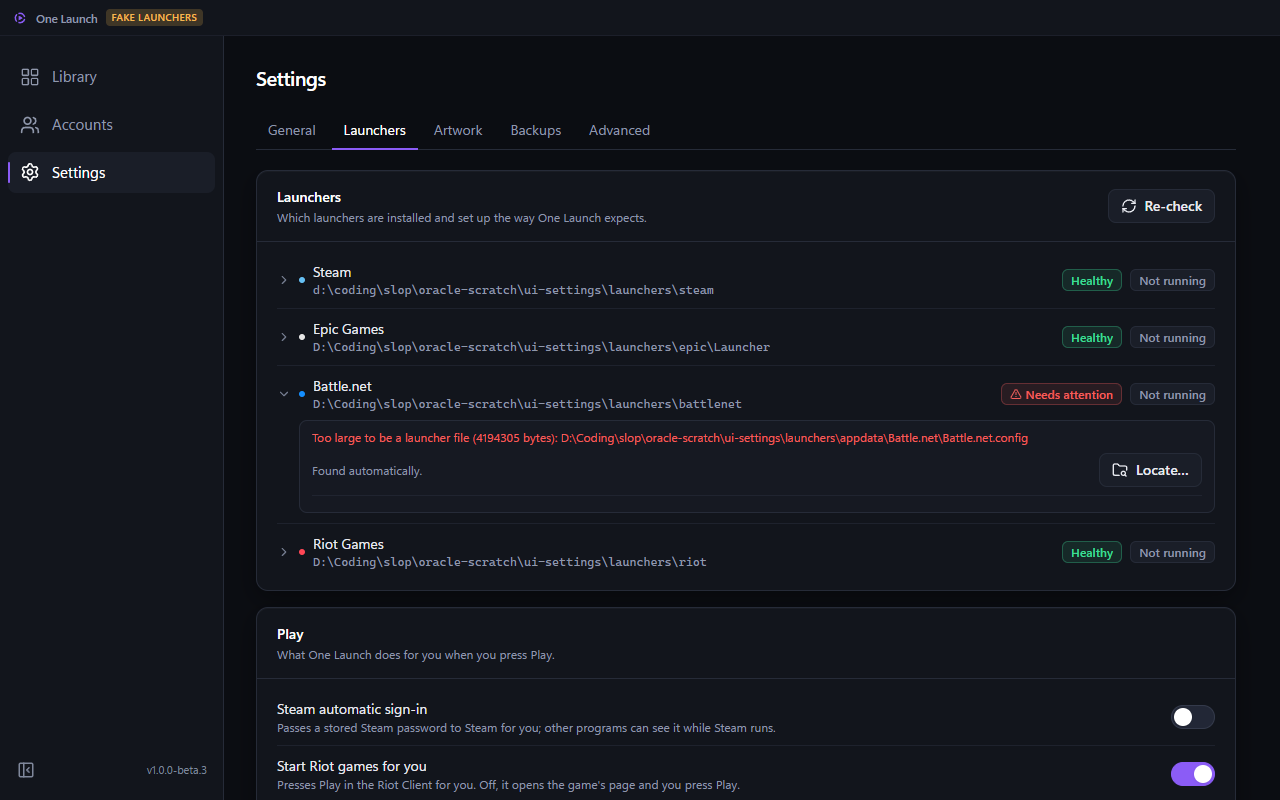 One Launch FAKE LAUNCHERS
Library
Accounts
Settings
v1.0.0-beta.3
Settings
General Launchers Artwork Backups Advanced
Launchers
Which launchers are installed and set up the way One Launch expects.
Re-check
Steam
d:\coding\slop\oracle-scratch\ui-settings\launchers\steam
Healthy Not running
Epic Games
D:\Coding\slop\oracle-scratch\ui-settings\launchers\epic\Launcher
Healthy Not running
Battle.net
D:\Coding\slop\oracle-scratch\ui-settings\launchers\battlenet
Needs attention Not running
Too large to be a launcher file (4194305 bytes): D:\Coding\slop\oracle-scratch\ui-settings\launchers\appdata\Battle.net\Battle.net.config
Found automatically.
Locate...
Riot Games
D:\Coding\slop\oracle-scratch\ui-settings\launchers\riot
Healthy Not running
Play
What One Launch does for you when you press Play.
Steam automatic sign-in
Passes a stored Steam password to Steam for you; other programs can see it while Steam runs.
Start Riot games for you
Presses Play in the Riot Client for you. Off, it opens the game's page and you press Play.